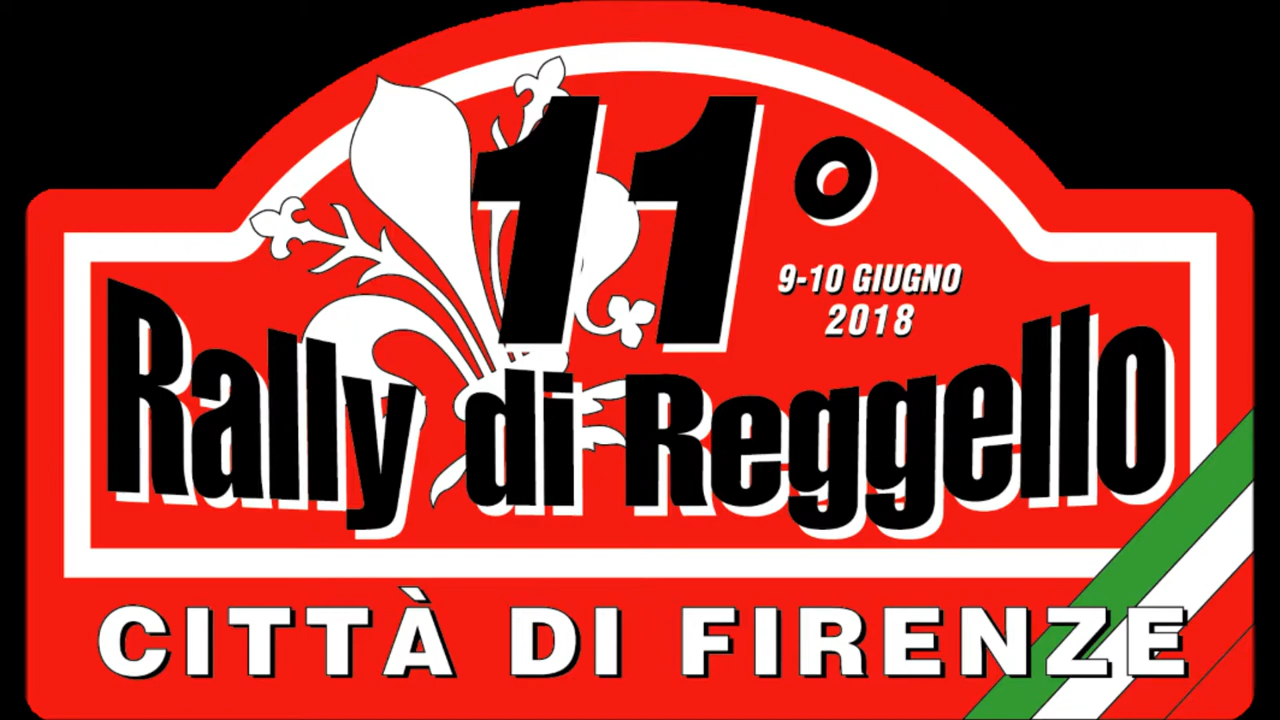 11°
9-10 GIUGNO
2018
Rally di Reggello
CITTÀ DI FIRENZE